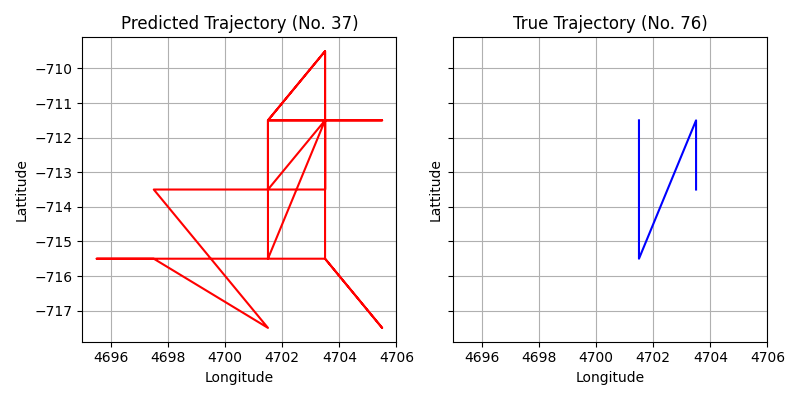 Predicted Trajectory (No. 37)
−710
−711
−712
−713
−714
−715
−716
−717
Lattitude
4696 4698 4700 4702 4704 4706
Longitude
True Trajectory (No. 76)
Lattitude
4696 4698 4700 4702 4704 4706
Longitude